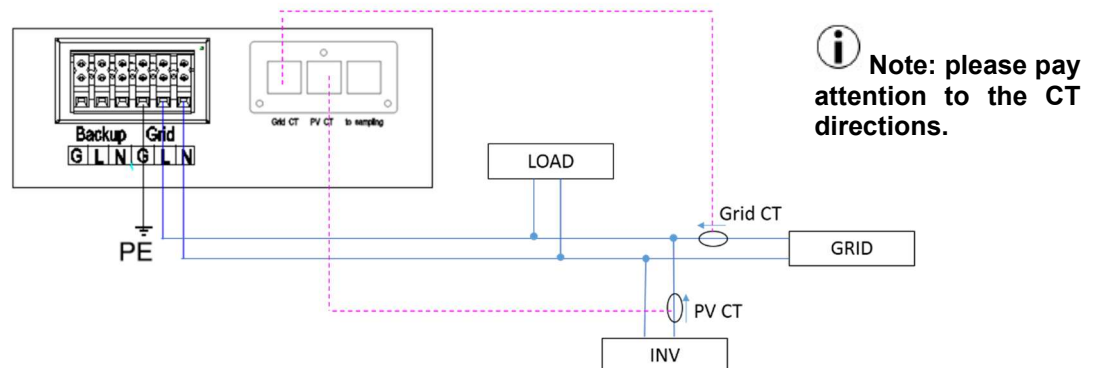 Note: please pay
attention to the CT
directions.
Grid CT PV CT to sampling
Backup Grid
G L N G L N
LOAD
Grid CT
PE
GRID
PV CT
INV